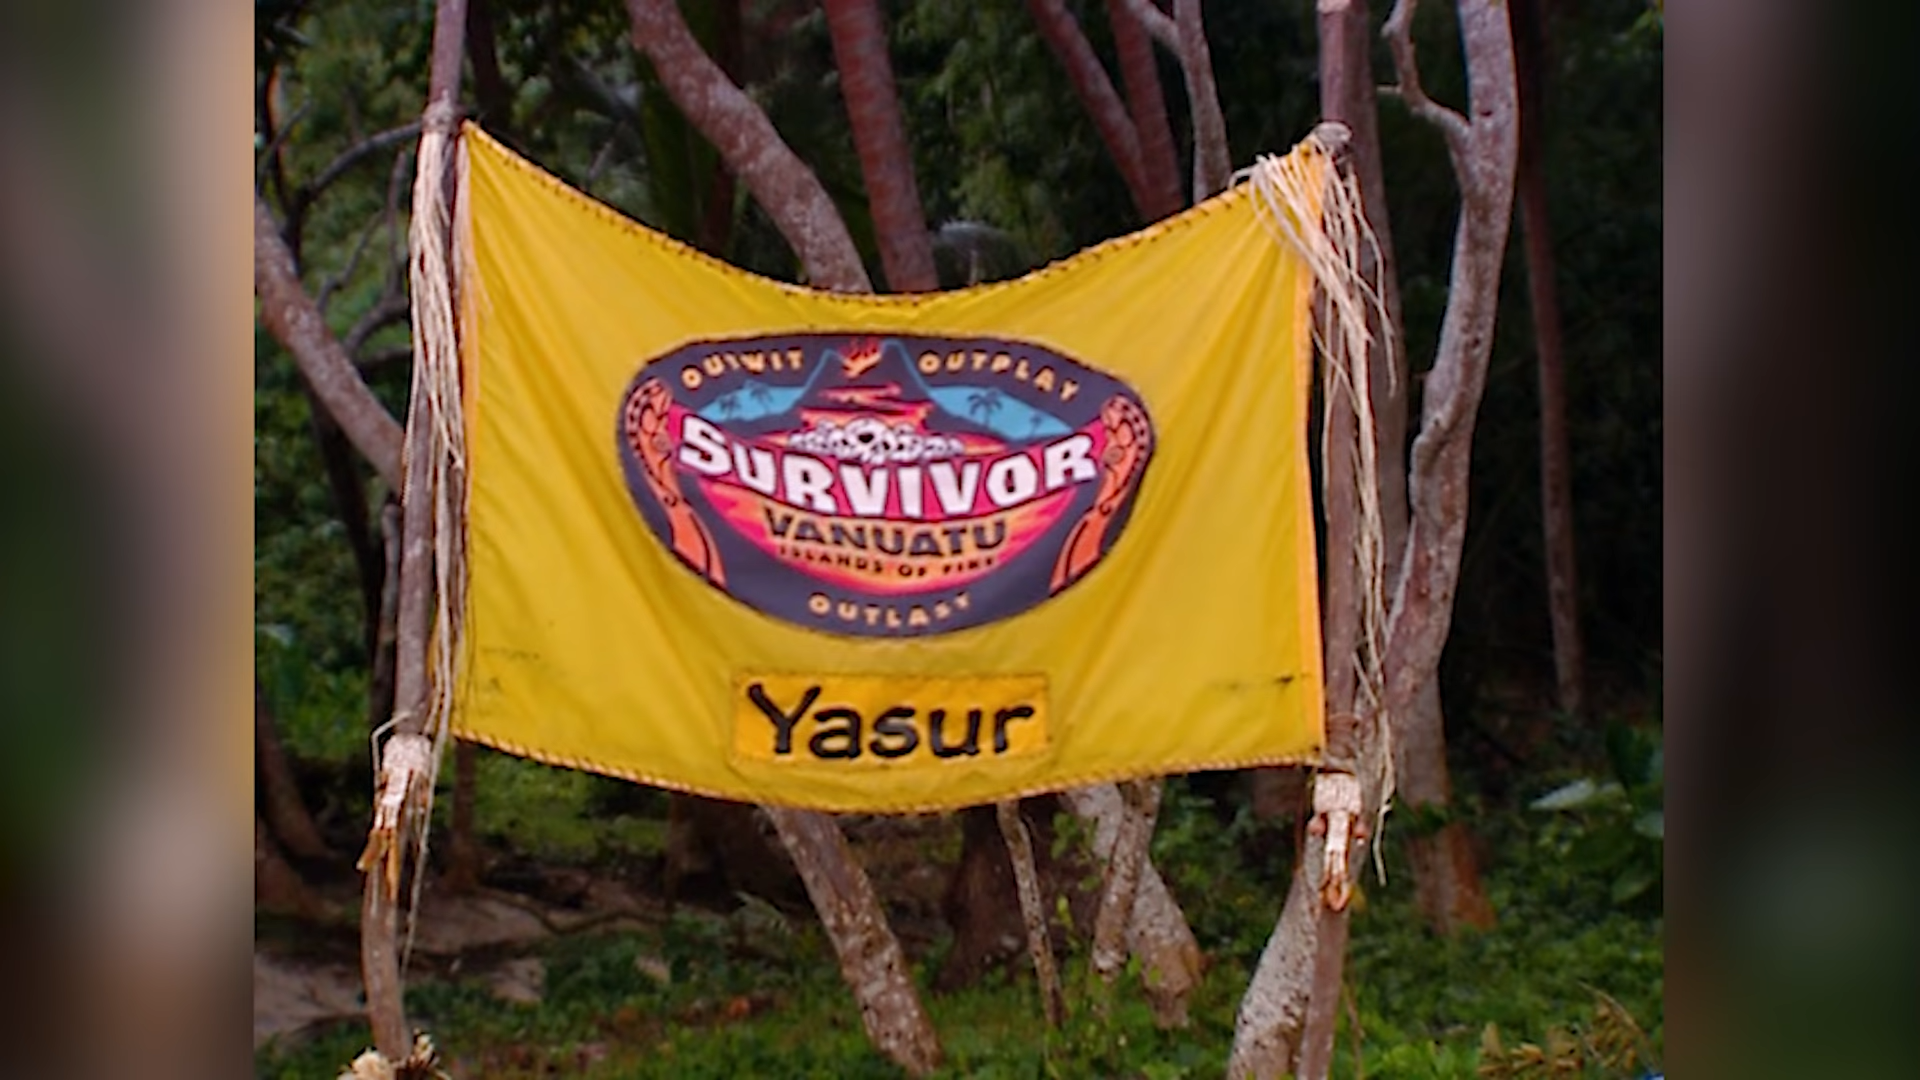 OUTWIT OUTPLAY
SURVIVOR
VANUATU
ISLANDS OF FIRE
OUTLAST
Yasur